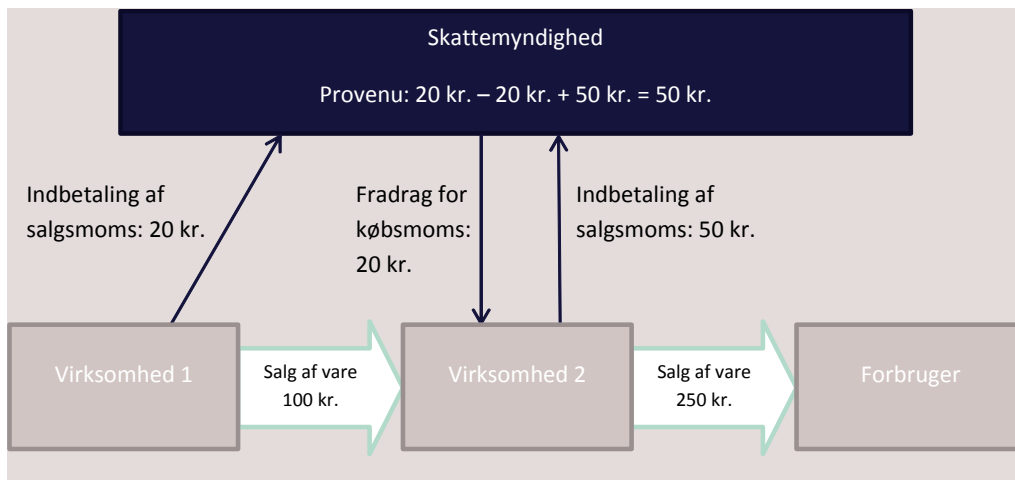 Skattemyndighed
Provenu: 20 kr. – 20 kr. + 50 kr. = 50 kr.
Indbetaling af
salgsmoms: 20 kr.
Fradrag for
købsmoms:
20 kr.
Indbetaling af
salgsmoms: 50 kr.
Virksomhed 1
Salg af vare
100 kr.
Virksomhed 2
Salg af vare
250 kr.
Forbruger